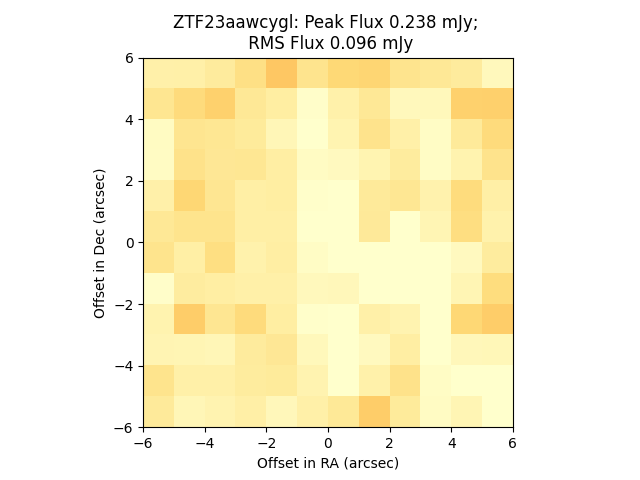 ZTF23aawcygl: Peak Flux 0.238 mJy;
RMS Flux 0.096 mJy
6
4
2
0
−2
−4
−6
Offset in Dec (arcsec)
−6 −4 −2 0 2 4 6
Offset in RA (arcsec)